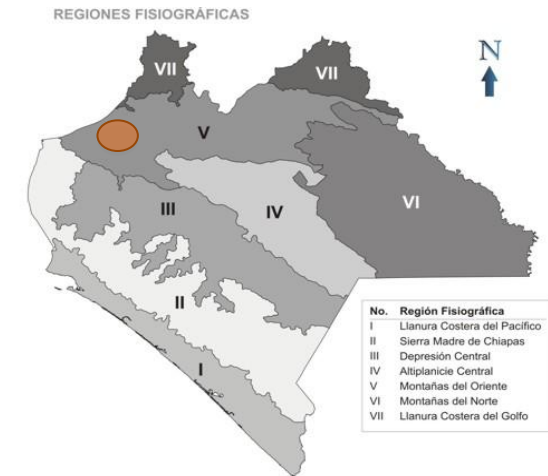 REGIONES FISIOGRÁFICAS
N
VII
VII
V
VI
III
IV
II
I
No. Región Fisiográfica
I Llanura Costera del Pacífico
II Sierra Madre de Chiapas
III Depresión Central
IV Altiplanicie Central
V Montañas del Oriente
VI Montañas del Norte
VII Llanura Costera del Golfo